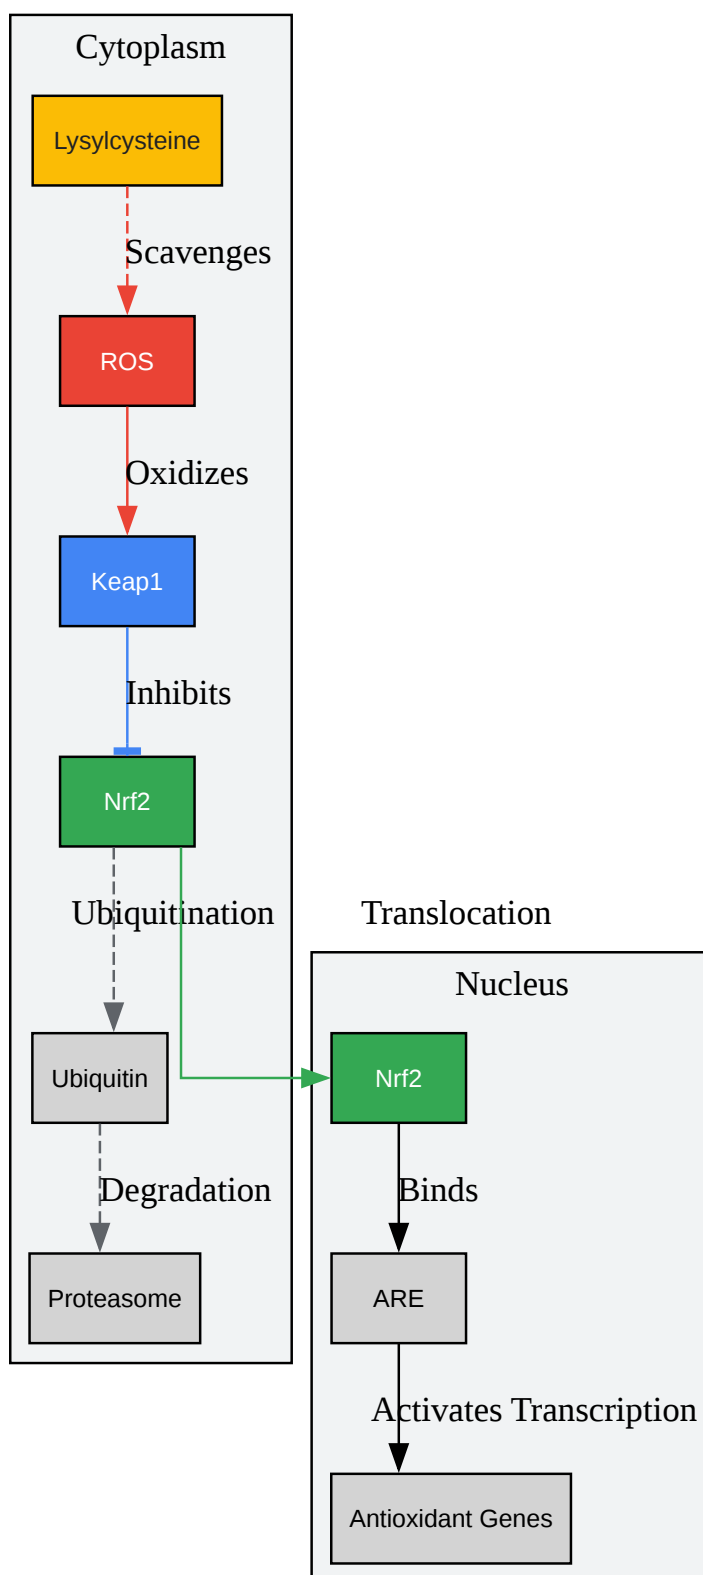 Cytoplasm
Lysylcysteine
Scavenges
ROS
Oxidizes
Keap1
Inhibits
Nrf2
Ubiquitination
Translocation
Nucleus
Ubiquitin
Nrf2
Degradation
Binds
Proteasome
ARE
Activates Transcription
Antioxidant Genes